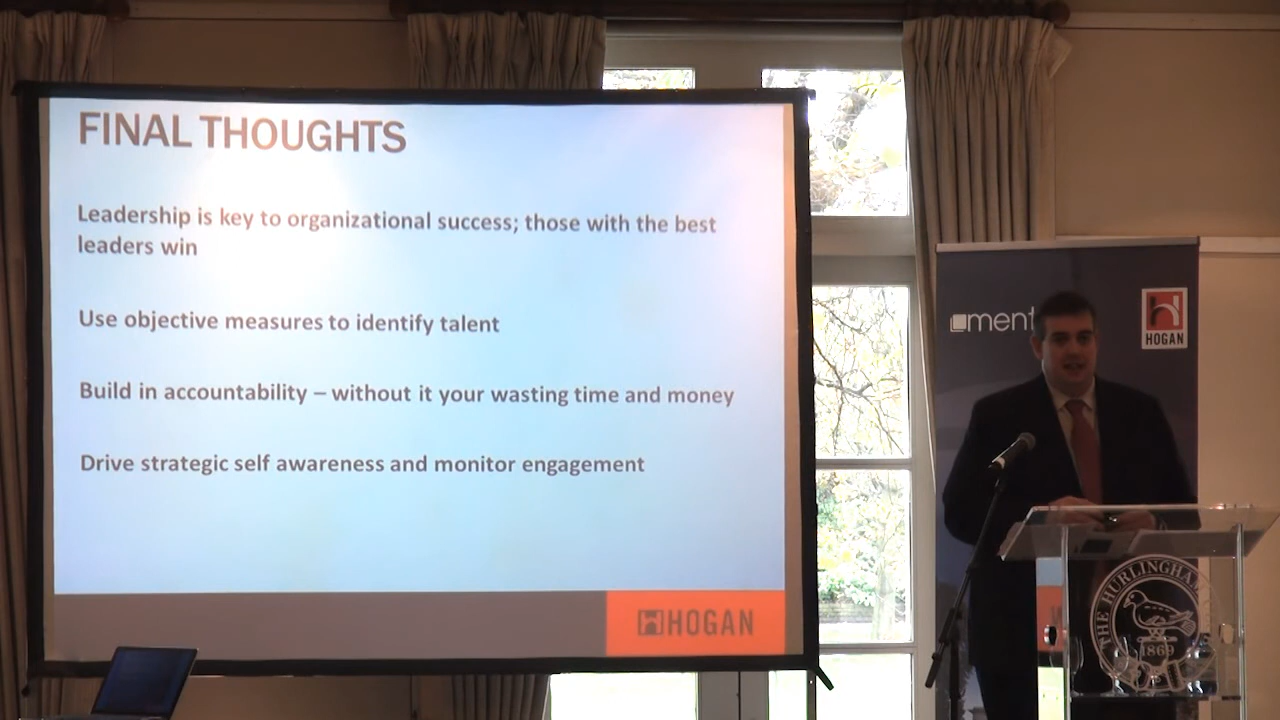 FINAL THOUGHTS
Leadership is key to organizational success; those with the best
leaders win
Use objective measures to identify talent
Build in accountability – without it your wasting time and money
Drive strategic self awareness and monitor engagement
HOGAN
ment
HOGAN
THE HURLINGHAM
1869